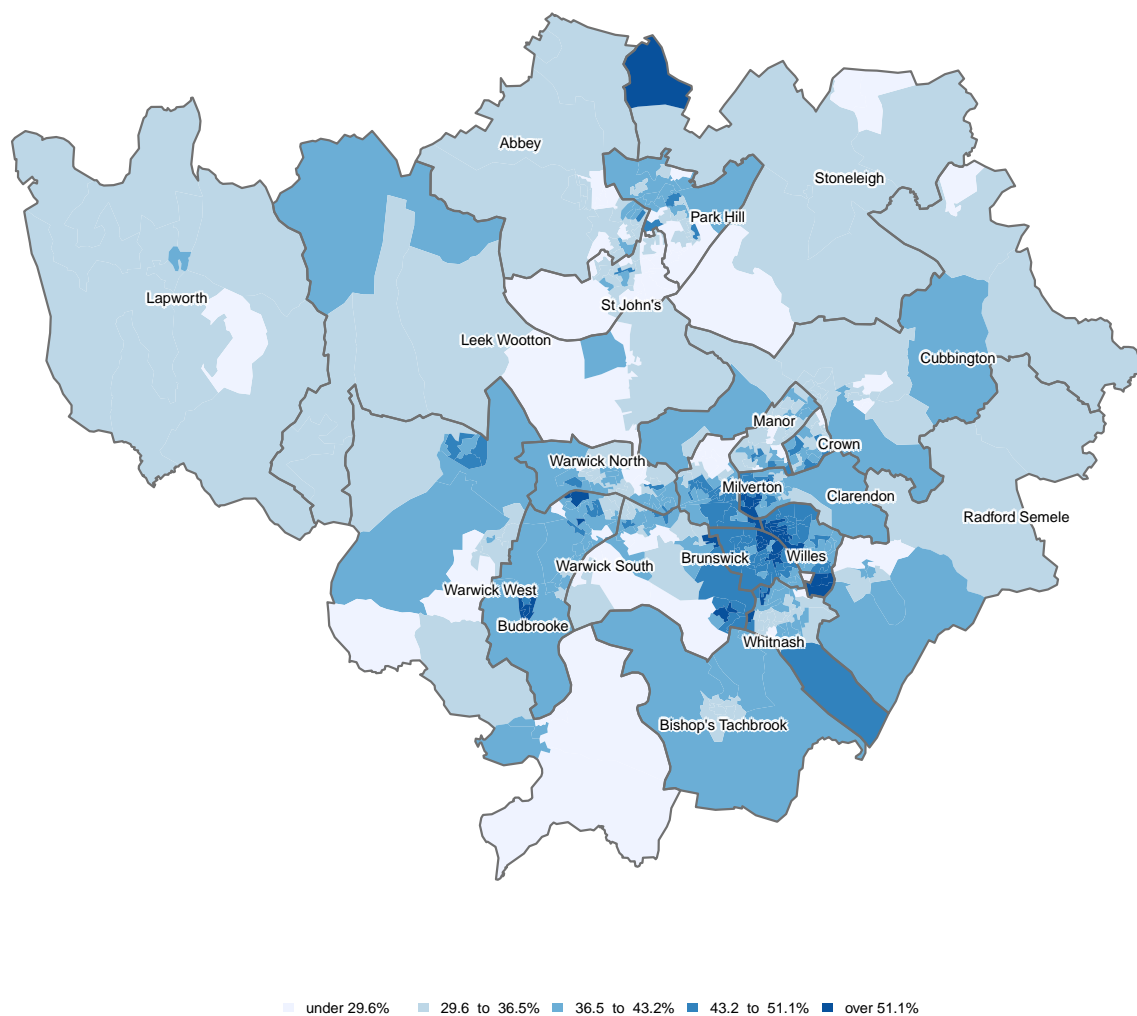 Abbey
Stoneleigh
Park Hill
Lapworth
St John's
Leek Wootton
Cubbington
Manor
Crown
Warwick North
Milverton
Clarendon
Radford Semele
Brunswick
Willes
Warwick South
Warwick West
Budbrooke
Whitnash
Bishop's Tachbrook
under 29.6% 29.6 to 36.5% 36.5 to 43.2% 43.2 to 51.1% over 51.1%